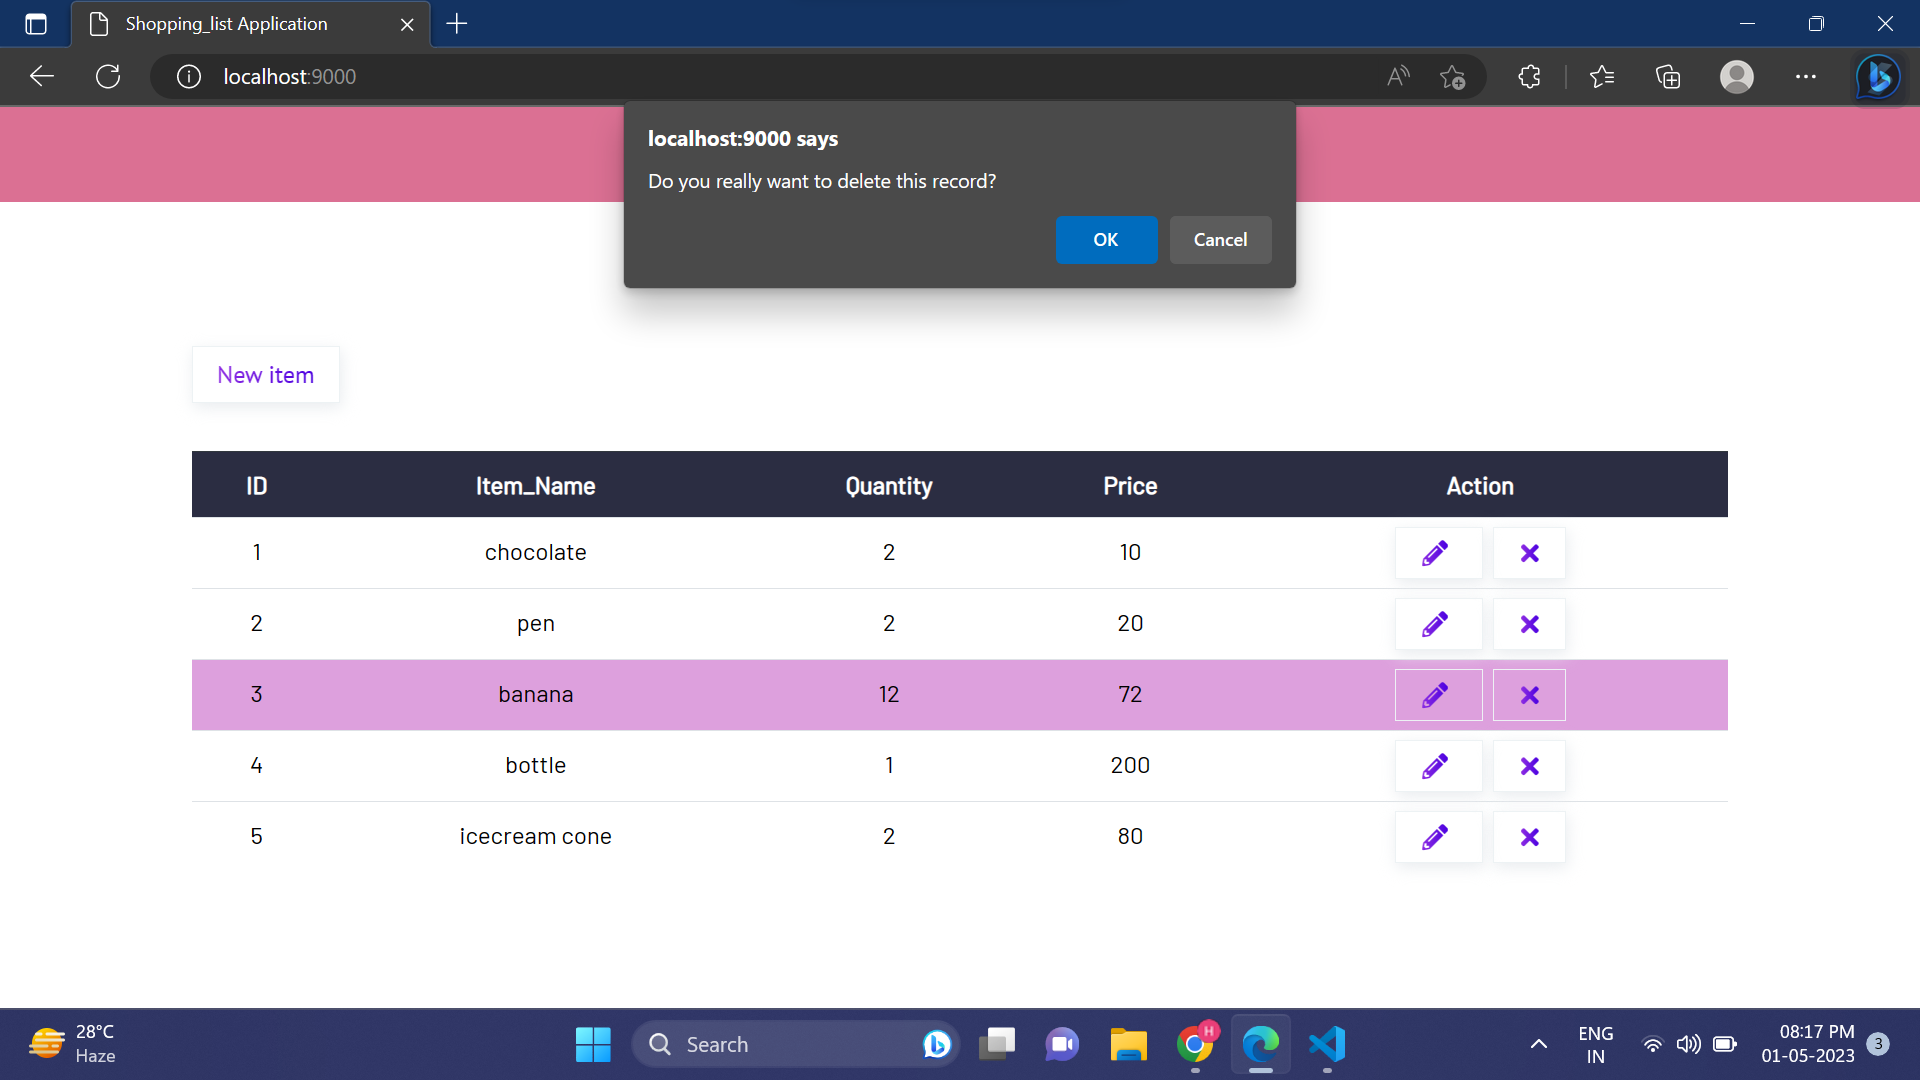 Shopping_list Application
localhost:9000
localhost:9000 says
Do you really want to delete this record?
OK Cancel
New item
ID Item_Name Quantity Price Action
1 chocolate 2 10
2 pen 2 20
3 banana 12 72
4 bottle 1 200
5 icecream cone 2 80
28°C
Haze
Search
H
ENG
IN
08:17 PM
01-05-2023
3